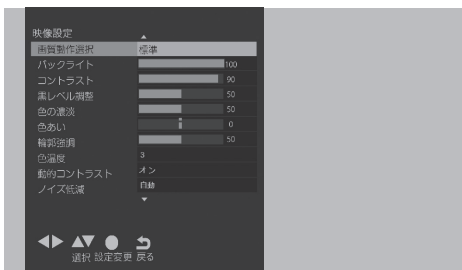 映像設定
画質動作選択 標準
バックライト 100
コントラスト 90
黒レベル調整 50
色の濃淡 50
色あい 0
輪郭強調 50
色温度 3
動的コントラスト オン
ノイズ低減 自動
選択 設定変更 戻る